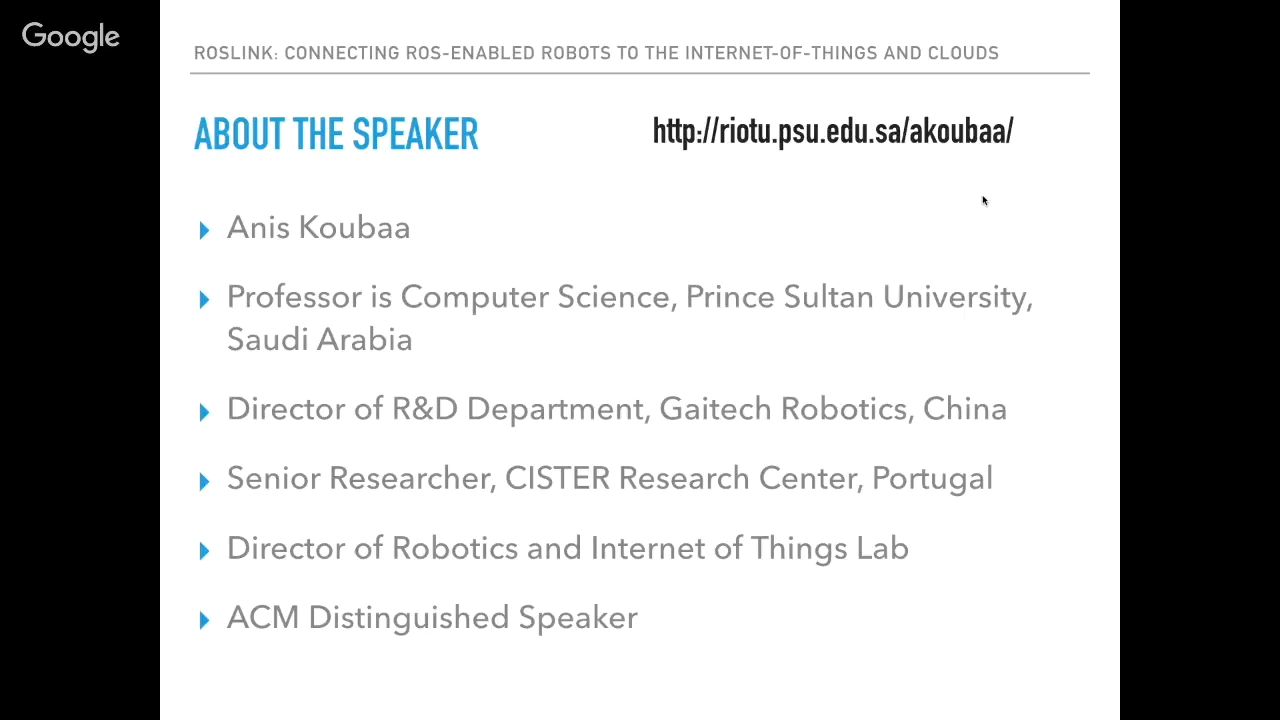 Google
ROSLINK: CONNECTING ROS-ENABLED ROBOTS TO THE INTERNET-OF-THINGS AND CLOUDS
ABOUT THE SPEAKER
http://riotu.psu.edu.sa/akoubaa/
Anis Koubaa
Professor is Computer Science, Prince Sultan University,
Saudi Arabia
Director of R&D Department, Gaitech Robotics, China
Senior Researcher, CISTER Research Center, Portugal
Director of Robotics and Internet of Things Lab
ACM Distinguished Speaker